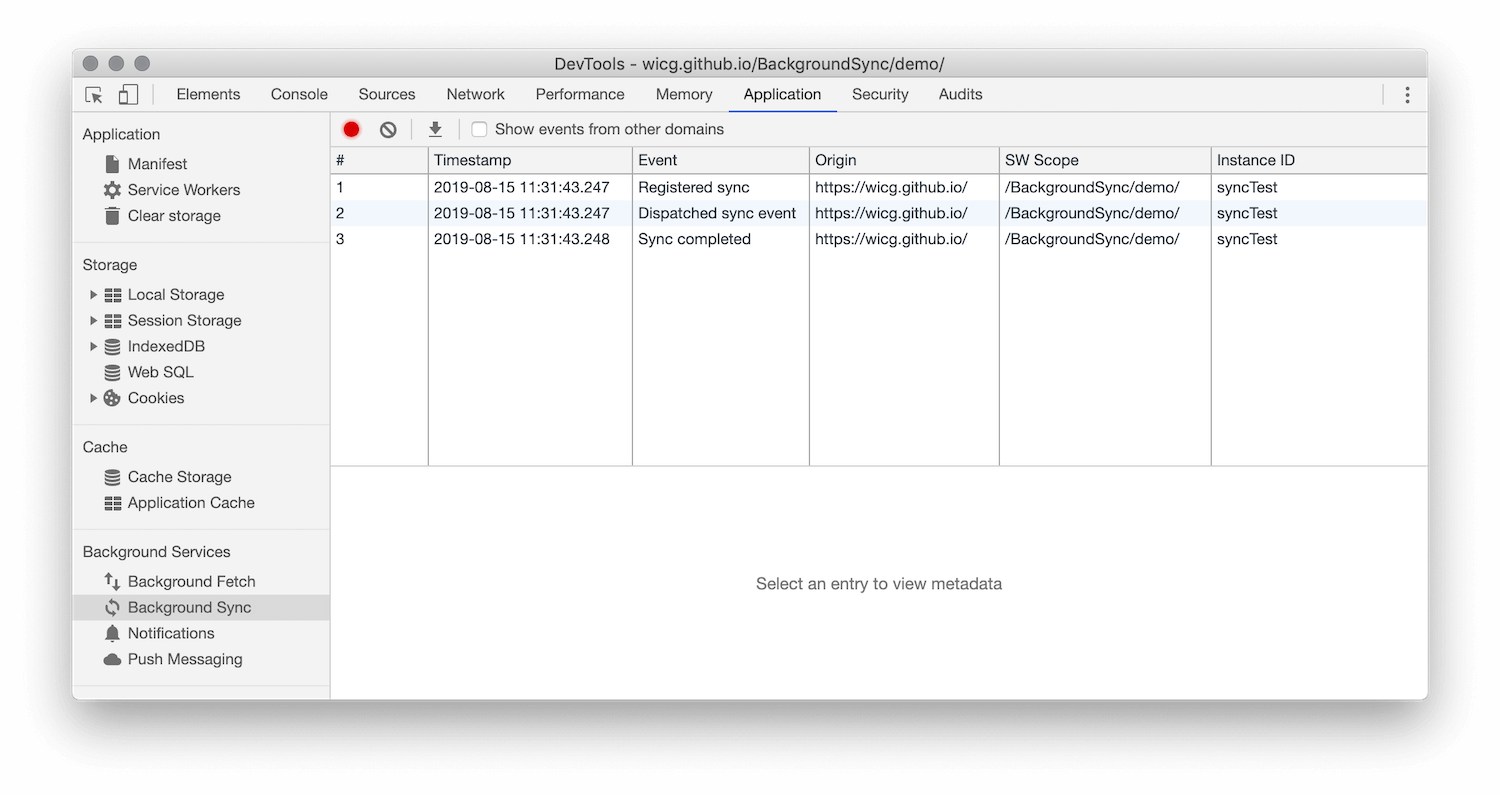 DevTools - wicg.github.io/BackgroundSync/demo/
Elements Console Sources Network Performance Memory Application Security Audits
Application
Manifest
Service Workers
Clear storage
Storage
Local Storage
Session Storage
IndexedDB
Web SQL
Cookies
Cache
Cache Storage
Application Cache
Background Services
Background Fetch
Background Sync
Notifications
Push Messaging
Show events from other domains
# Timestamp Event Origin SW Scope Instance ID
1 2019-08-15 11:31:43.247 Registered sync https://wicg.github.io/ /BackgroundSync/demo/ syncTest
2 2019-08-15 11:31:43.247 Dispatched sync event https://wicg.github.io/ /BackgroundSync/demo/ syncTest
3 2019-08-15 11:31:43.248 Sync completed https://wicg.github.io/ /BackgroundSync/demo/ syncTest
Select an entry to view metadata